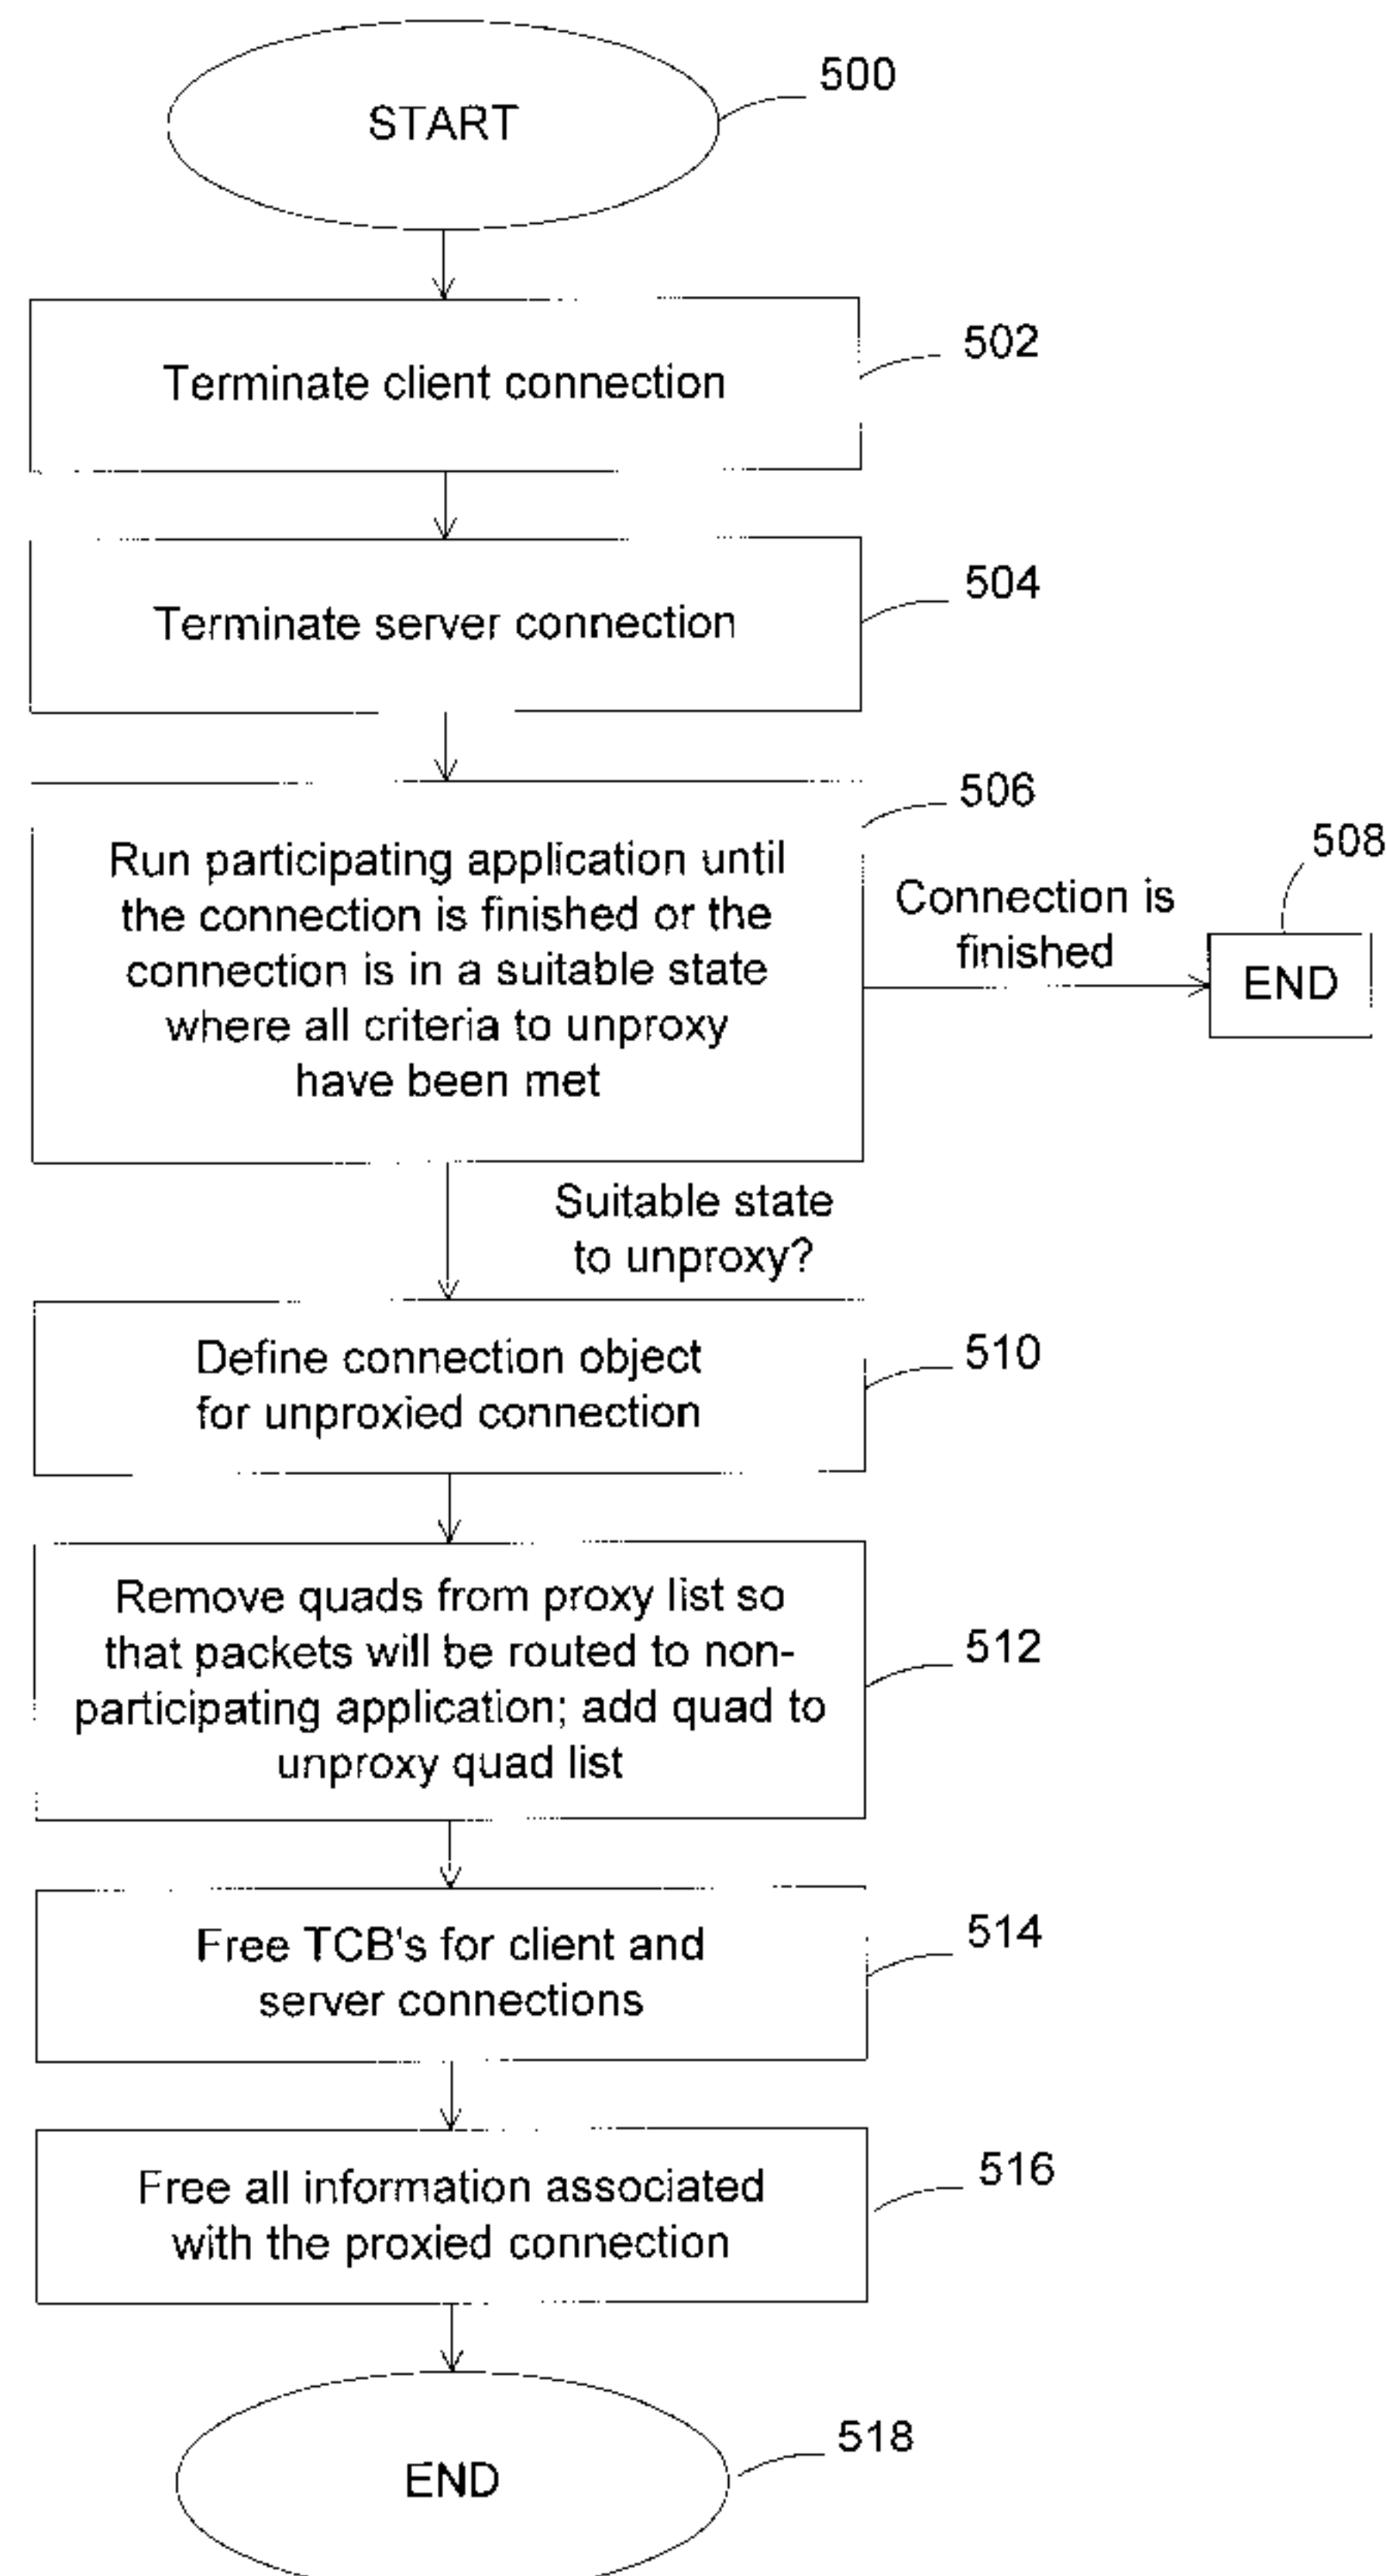 START
500
Terminate client connection
502
Terminate server connection
504
Run participating application until
the connection is finished or the
connection is in a suitable state
where all criteria to unproxy
have been met
506
Connection is
finished
508
END
Suitable state
to unproxy?
Define connection object
for unproxied connection
510
Remove quads from proxy list so
that packets will be routed to non-
participating application; add quad to
unproxy quad list
512
Free TCB's for client and
server connections
514
Free all information associated
with the proxied connection
516
END
518